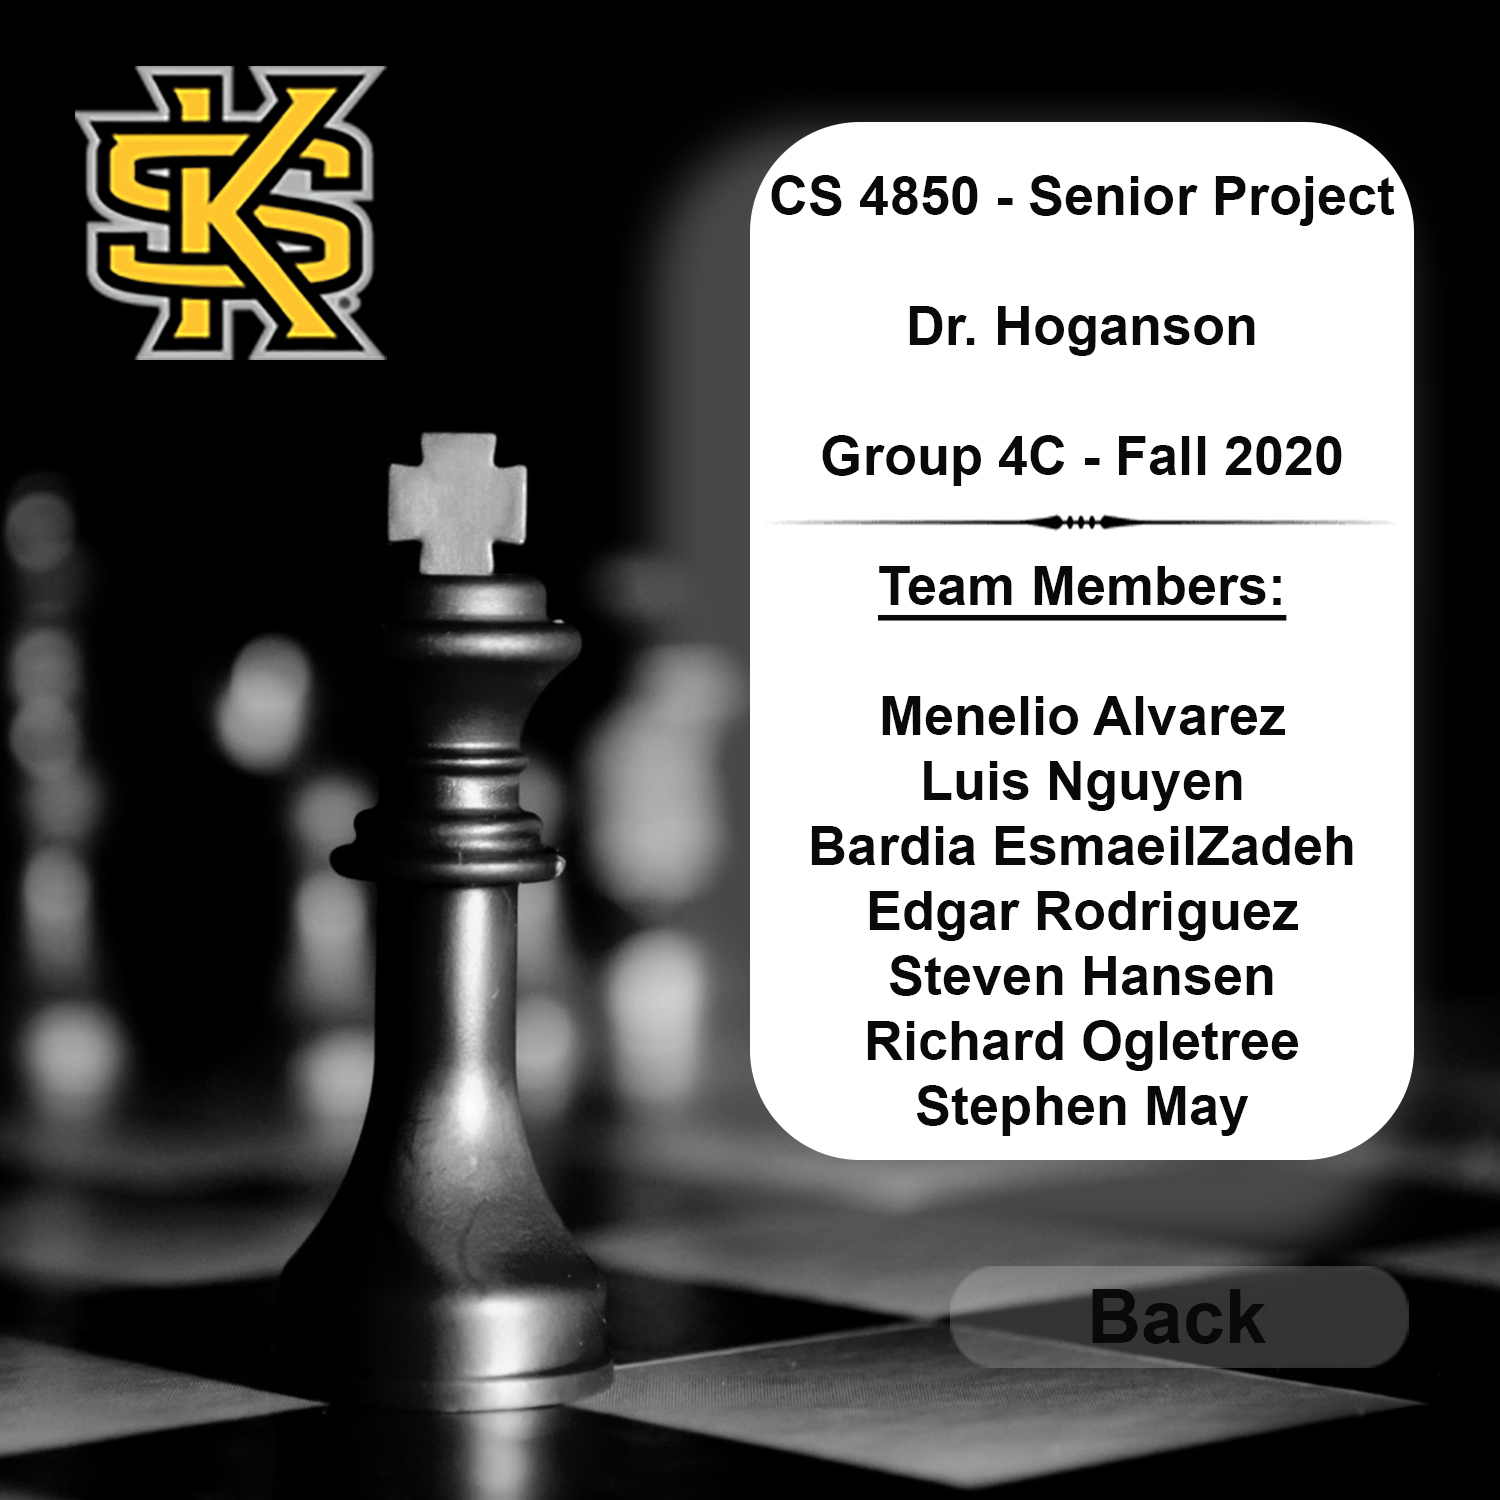 KS
CS 4850 - Senior Project
Dr. Hoganson
Group 4C - Fall 2020
Team Members:
Menelio Alvarez
Luis Nguyen
Bardia EsmaeilZadeh
Edgar Rodriguez
Steven Hansen
Richard Ogletree
Stephen May
Back